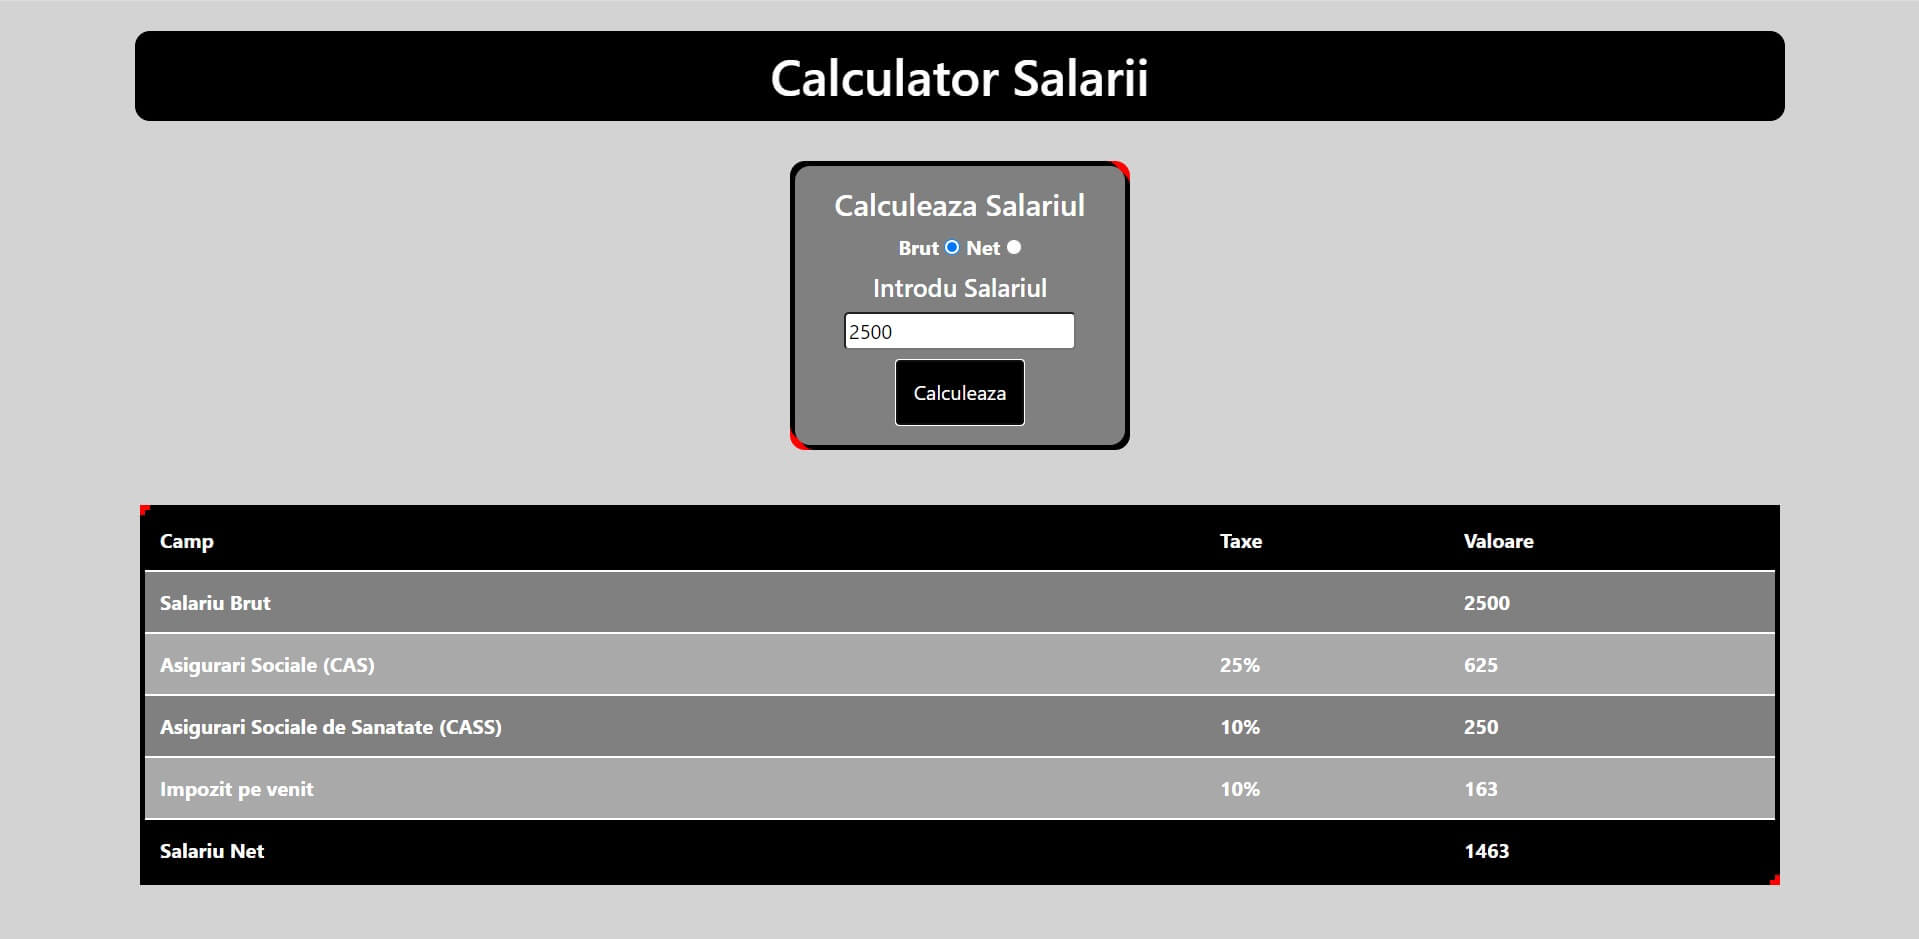 Calculator Salarii
Calculeaza Salariul
Brut Net
Introdu Salariul
2500
Calculeaza
Camp Taxe Valoare
Salariu Brut 2500
Asigurari Sociale (CAS) 25% 625
Asigurari Sociale de Sanatate (CASS) 10% 250
Impozit pe venit 10% 163
Salariu Net 1463